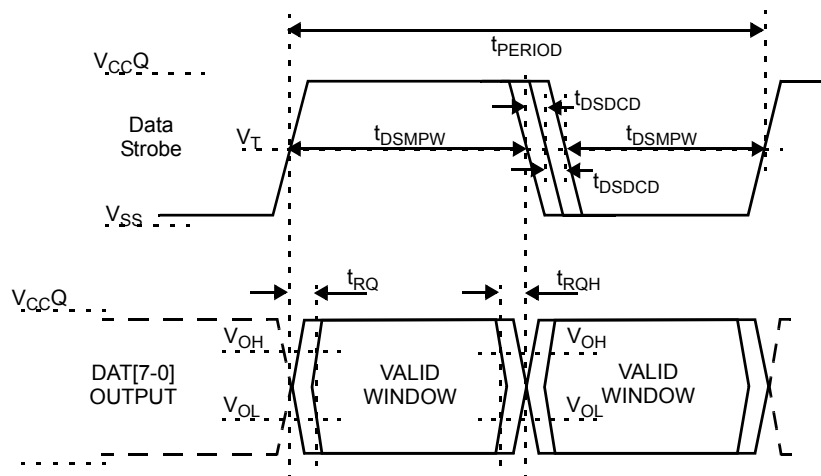 tPERIOD
VCCQ
tDSDCD
Data
Strobe
VT
tDSMPW
tDSMPW
tDSDCD
VSS
tRQ
tRQH
VCCQ
VOH
VOH
DAT[7-0]
OUTPUT
VALID
WINDOW
VALID
WINDOW
VOL
VOL